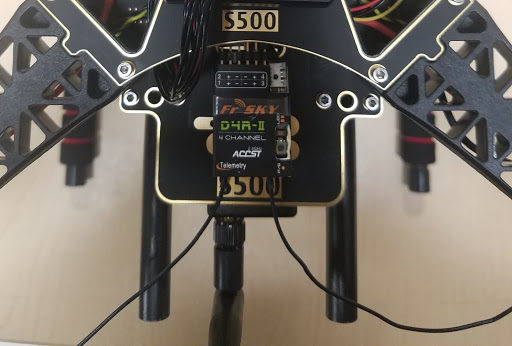 S500
FrSKY
D4R-II
4 CHANNEL
ACCST
Telemetry
S500